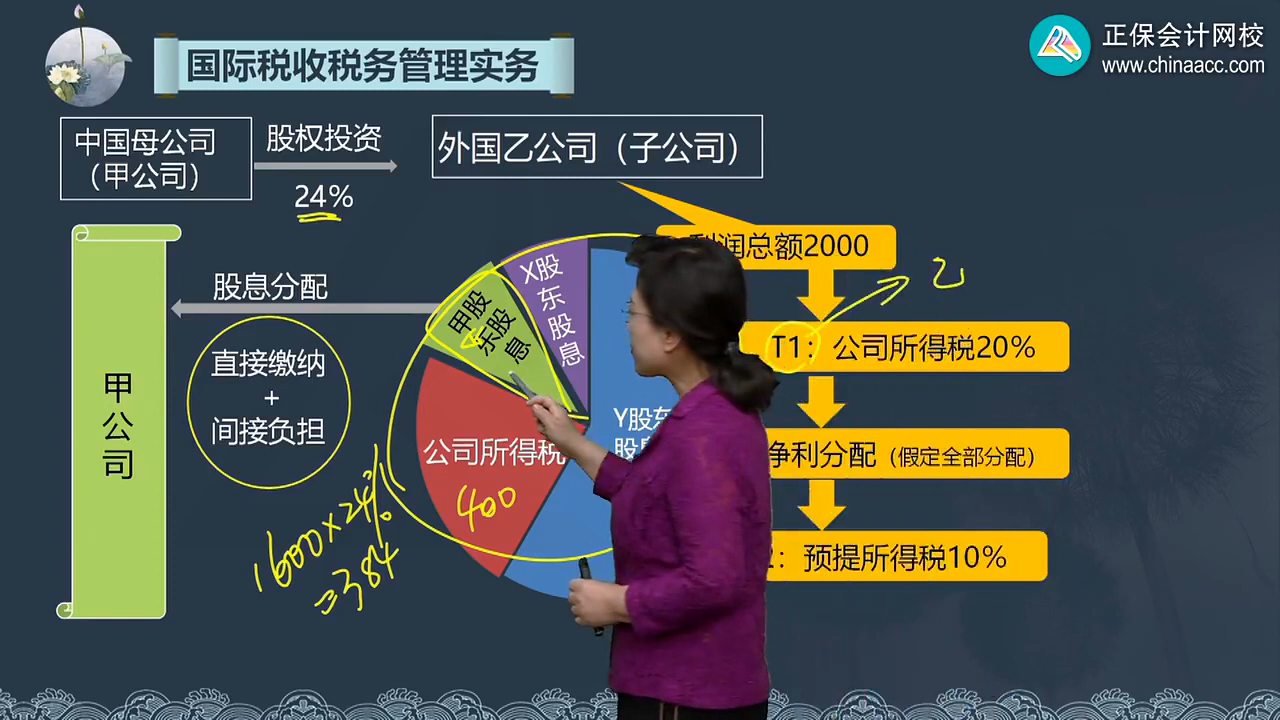 国际税收税务管理实务
正保会计网校
www.chinaacc.com
中国母公司
（甲公司）
股权投资
24%
外国乙公司（子公司）
利润总额2000
乙
T1：公司所得税20%
净利分配（假定全部分配）
：预提所得税10%
股息分配
直接缴纳
+
间接负担
甲公司
甲股东股息
X股东股息
Y股东
股息
公司所得税
400
1600×24%
=384